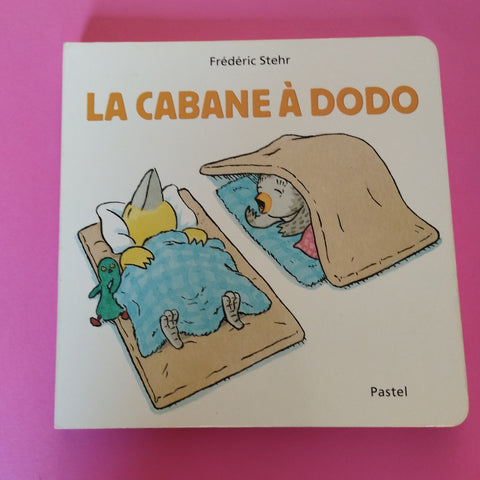 Frédéric Stehr
LA CABANE À DODO
Pastel